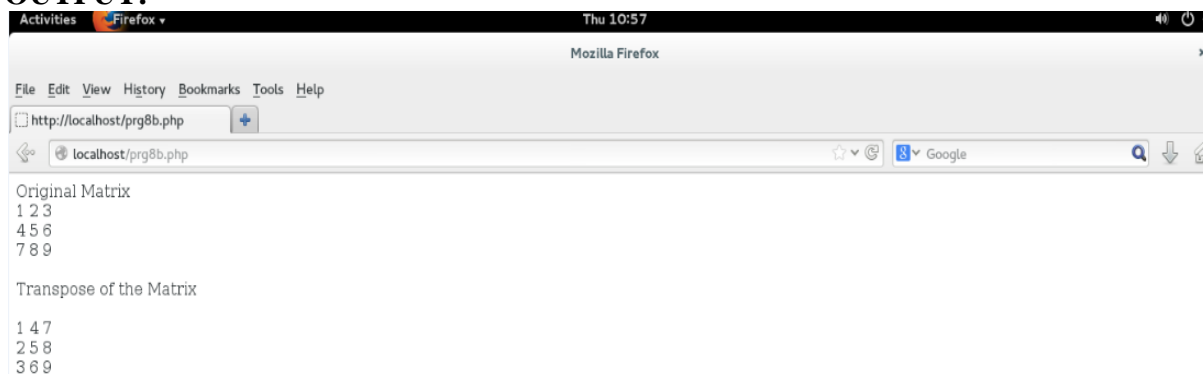 OUTPUT:
Activities Firefox Thu 10:57
Mozilla Firefox
File Edit View History Bookmarks Tools Help
http://localhost/prg8b.php
localhost/prg8b.php 8 Google
Original Matrix
1 2 3
4 5 6
7 8 9
Transpose of the Matrix
1 4 7
2 5 8
3 6 9